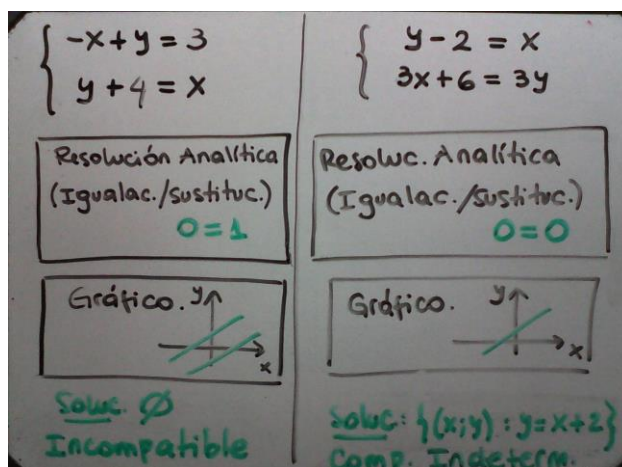 -x+y=3
y+4=x
Resolución Analítica
(Igualac./sustituc.)
0=1
Gráfico. y
x
Soluc. Ø
Incompatible
y-2=x
3x+6=3y
Resoluc. Analítica
(Igualac./sustituc.)
0=0
Gráfico. y
x
Soluc: {(x;y):y=x+2}
Comp. Indeterm.